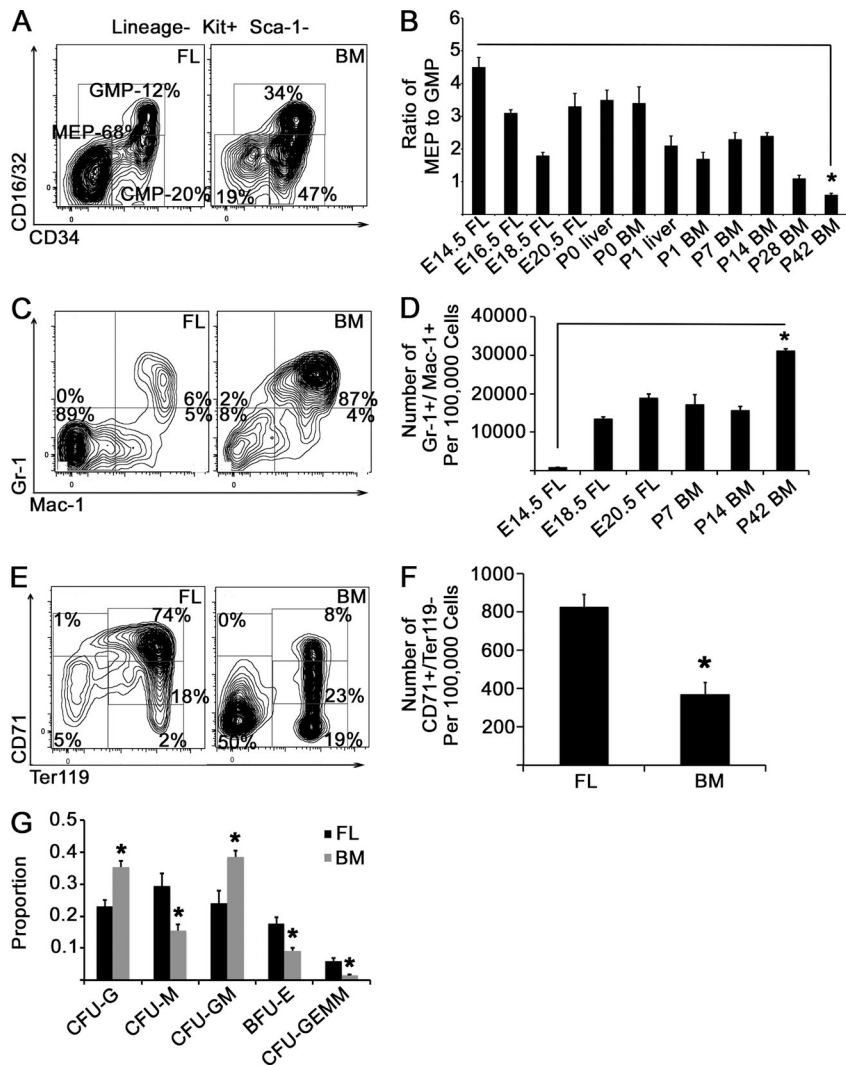 A
Lineage- Kit+ Sca-1-
FL
BM
GMP-12%
34%
MEP-68%
CMP-20%
19%
47%
0
0
0
CD16/32
CD34
B
Ratio of
MEP to GMP
6
5
4
3
2
1
*
E14.5 FL
E16.5 FL
E18.5 FL
E20.5 FL
P0 liver
P0 BM
P1 liver
P1 BM
P7 BM
P14 BM
P28 BM
P42 BM
C
FL
BM
0%
6%
2%
87%
89%
5%
8%
4%
0
0
0
Gr-1
Mac-1
D
Number of
Gr-1+/ Mac-1+
Per 100,000 Cells
40000
30000
20000
10000
*
E14.5 FL
E18.5 FL
E20.5 FL
P7 BM
P14 BM
P42 BM
E
FL
BM
1%
74%
0%
8%
18%
23%
5%
2%
50%
19%
0
0
0
CD71
Ter119
F
Number of
CD71+/Ter119-
Per 100,000 Cells
1000
800
600
400
200
*
FL
BM
G
Proportion
0.5
0.4
0.3
0.2
0.1
FL
BM
*
*
*
*
*
CFU-G
CFU-M
CFU-GM
BFU-E
CFU-GEMM